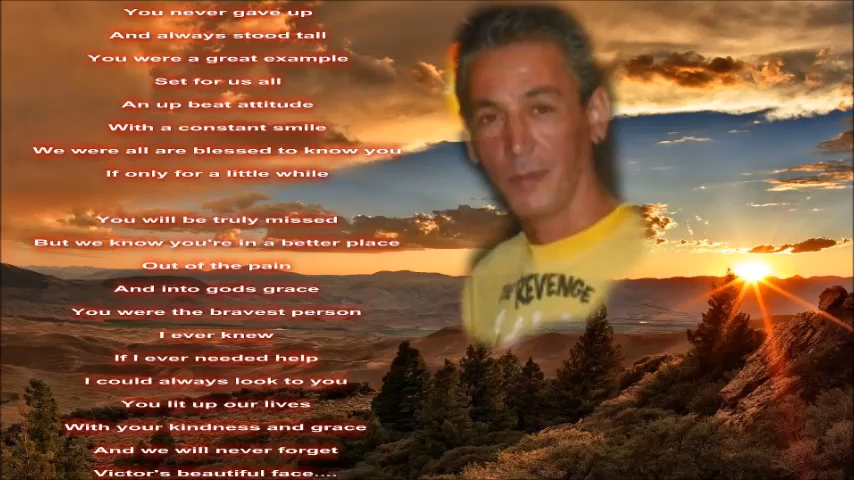 You never gave up
And always stood tall
You were a great example
Set for us all
An up beat attitude
With a constant smile
We were all are blessed to know you
If only for a little while
You will be truly missed
But we know you're in a better place
Out of the pain
And into gods grace
You were the bravest person
I ever knew
If I ever needed help
I could always look to you
You lit up our lives
With your kindness and grace
And we will never forget
Victor's beautiful face....
REVENGE